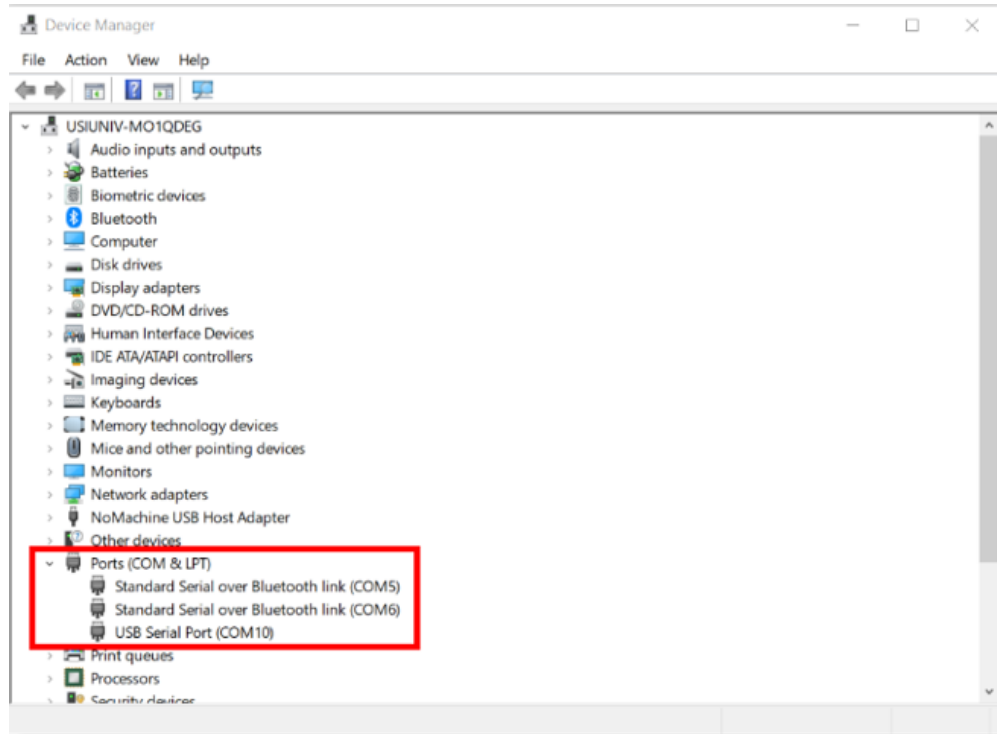 Device Manager
File Action View Help
USIUNIV-MO1QDEG
Audio inputs and outputs
Batteries
Biometric devices
Bluetooth
Computer
Disk drives
Display adapters
DVD/CD-ROM drives
Human Interface Devices
IDE ATA/ATAPI controllers
Imaging devices
Keyboards
Memory technology devices
Mice and other pointing devices
Monitors
Network adapters
NoMachine USB Host Adapter
Other devices
Ports (COM & LPT)
Standard Serial over Bluetooth link (COM5)
Standard Serial over Bluetooth link (COM6)
USB Serial Port (COM10)
Print queues
Processors
Security devices